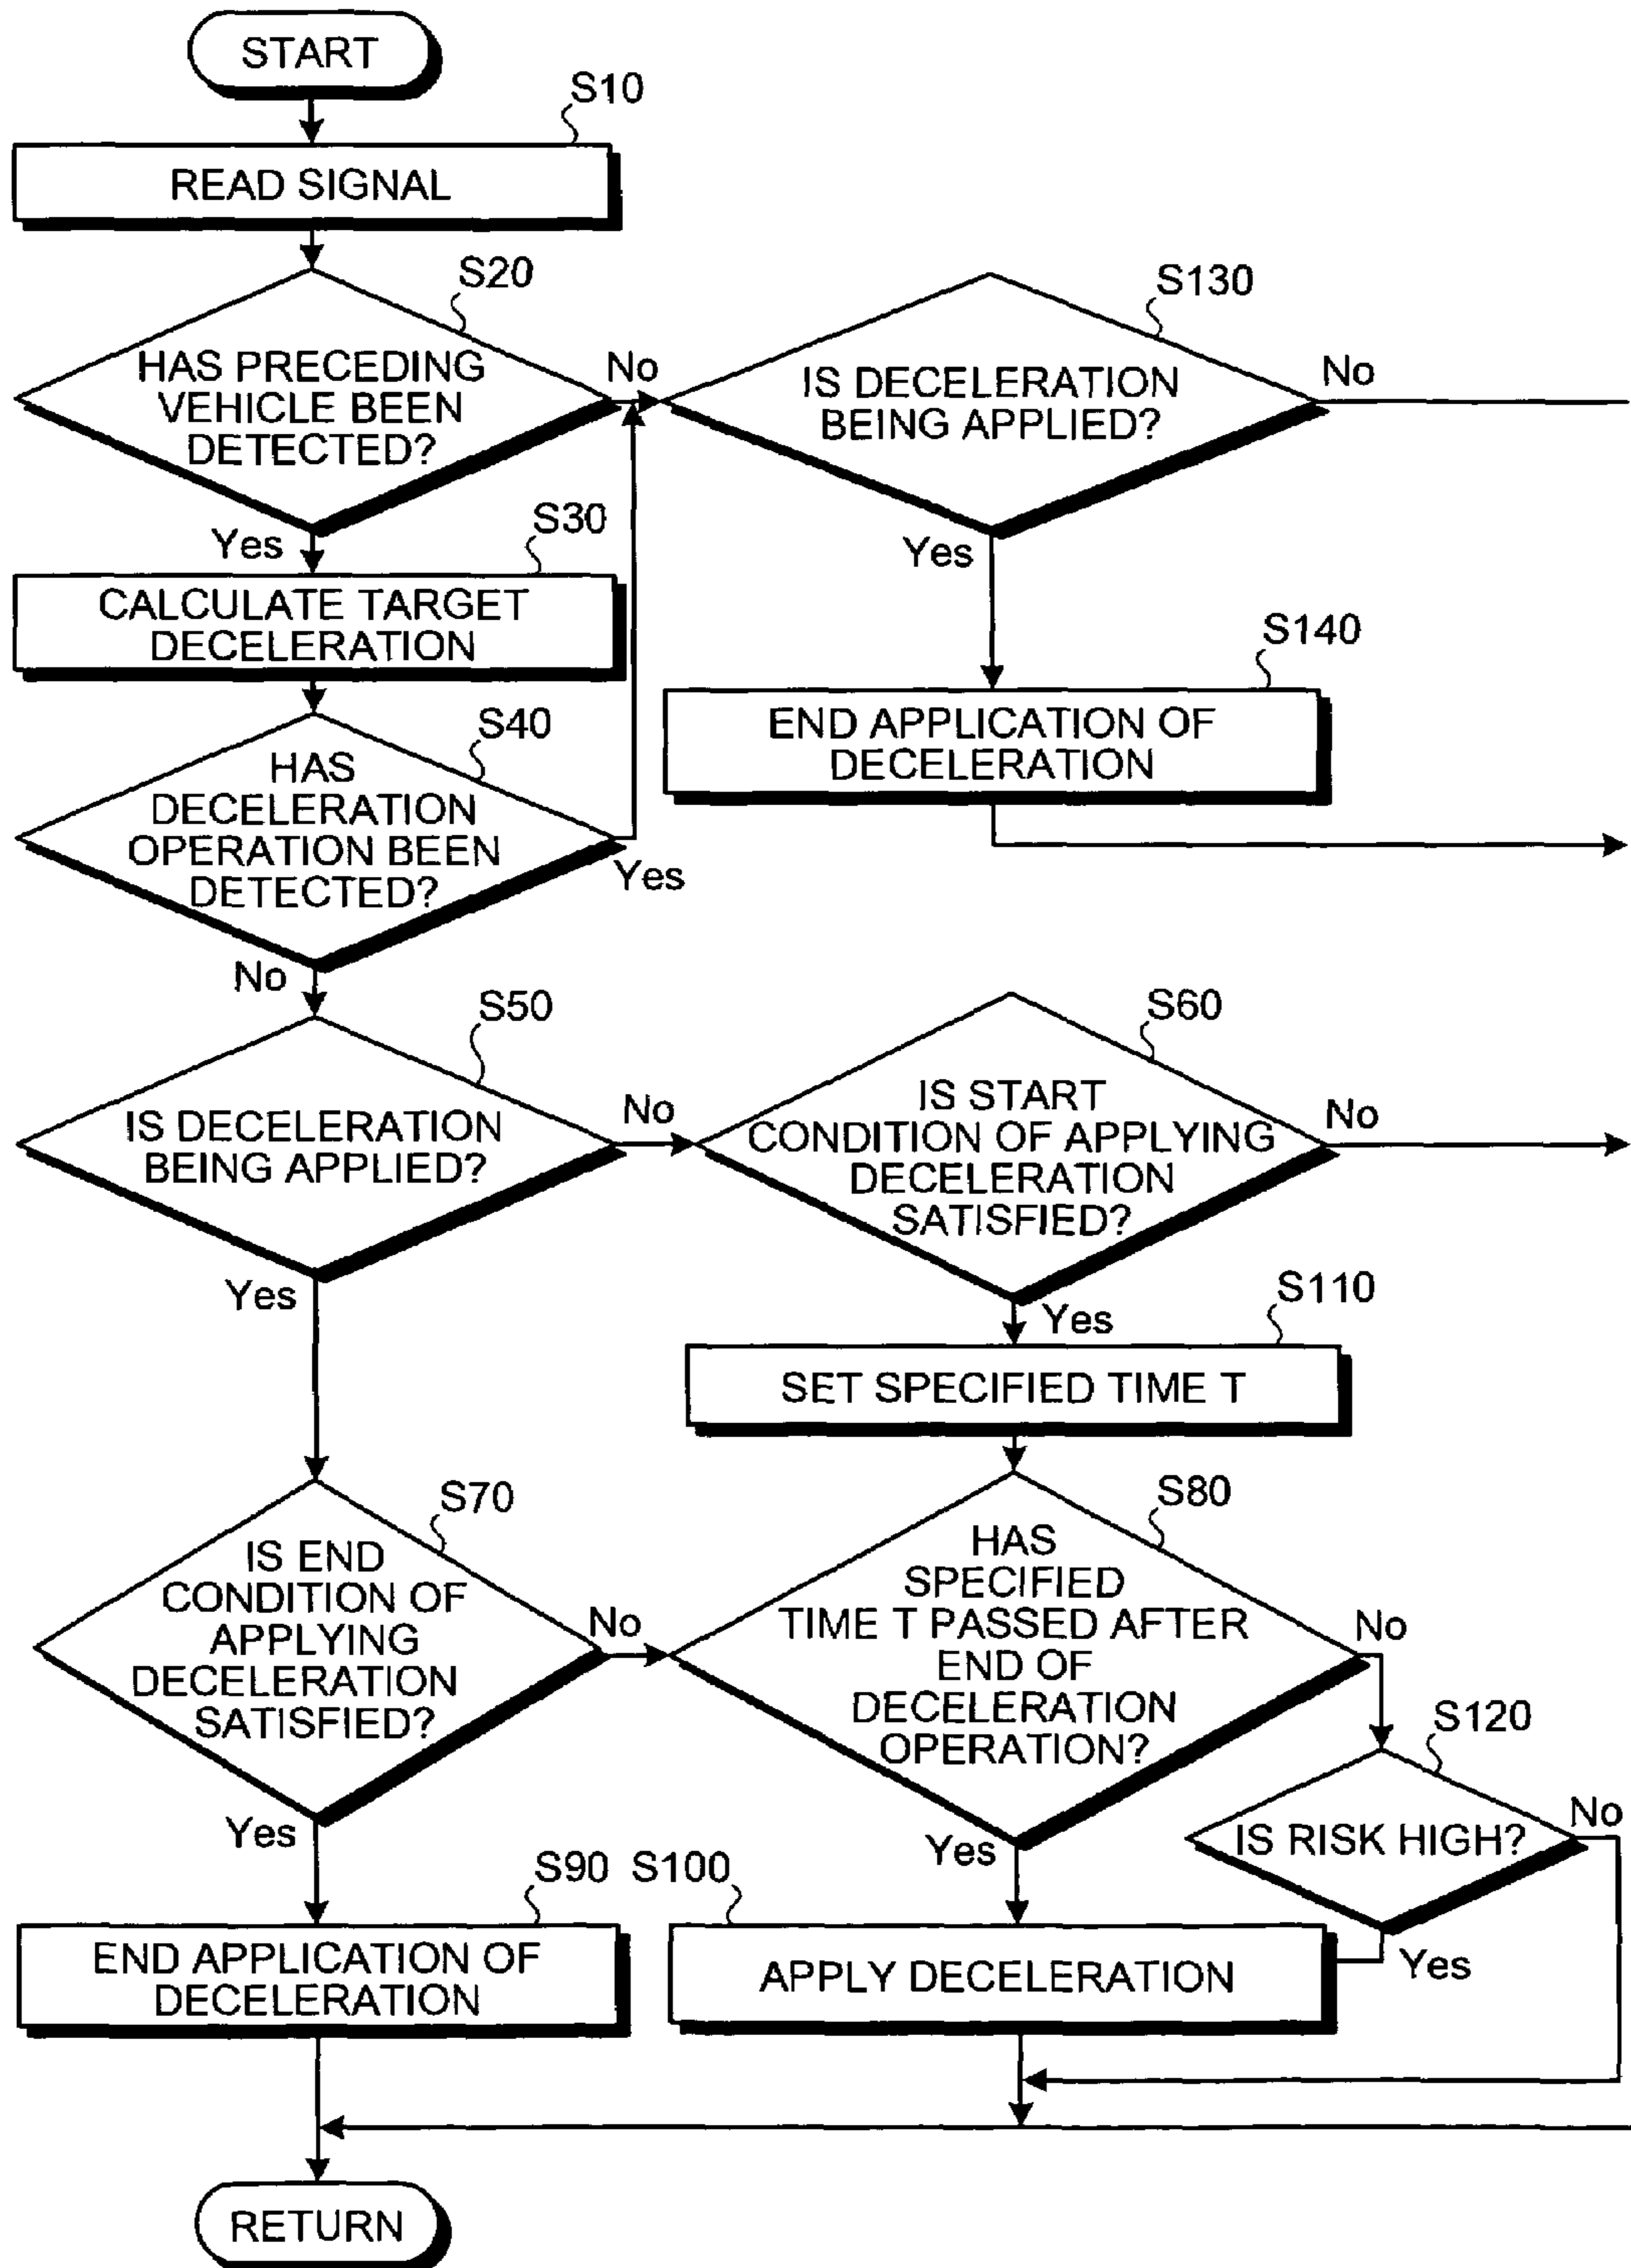 START
S10
READ SIGNAL
S20
HAS PRECEDING
VEHICLE BEEN
DETECTED?
No
Yes
S130
IS DECELERATION
BEING APPLIED?
No
Yes
S30
CALCULATE TARGET
DECELERATION
S140
END APPLICATION OF
DECELERATION
S40
HAS
DECELERATION
OPERATION BEEN
DETECTED?
Yes
No
S50
IS DECELERATION
BEING APPLIED?
No
Yes
S60
IS START
CONDITION OF APPLYING
DECELERATION
SATISFIED?
No
Yes
S110
SET SPECIFIED TIME T
S70
IS END
CONDITION OF
APPLYING
DECELERATION
SATISFIED?
No
Yes
S80
HAS
SPECIFIED
TIME T PASSED AFTER
END OF
DECELERATION
OPERATION?
No
Yes
S120
IS RISK HIGH?
No
Yes
S90
END APPLICATION OF
DECELERATION
S100
APPLY DECELERATION
RETURN